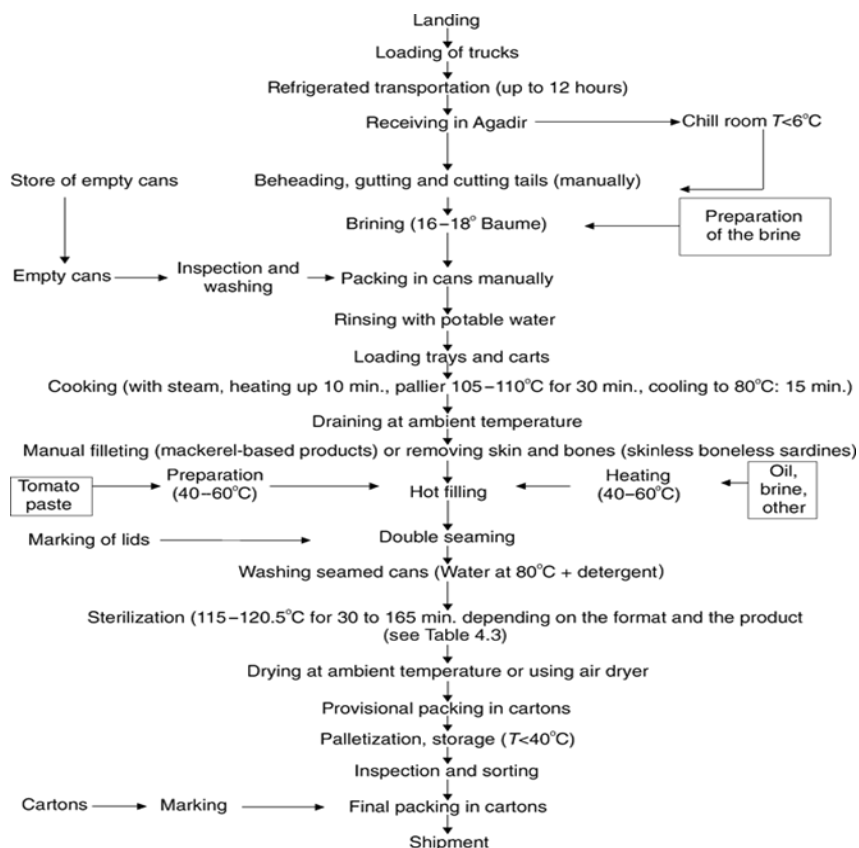 Landing
Loading of trucks
Refrigerated transportation (up to 12 hours)
Receiving in Agadir
Chill room T<6°C
Store of empty cans
Beheading, gutting and cutting tails (manually)
Brining (16–18° Baume)
Preparation
of the brine
Empty cans
Inspection and
washing
Packing in cans manually
Rinsing with potable water
Loading trays and carts
Cooking (with steam, heating up 10 min., pallier 105–110°C for 30 min., cooling to 80°C: 15 min.)
Draining at ambient temperature
Manual filleting (mackerel-based products) or removing skin and bones (skinless boneless sardines)
Tomato
paste
Preparation
(40–60°C)
Hot filling
Heating
(40–60°C)
Oil,
brine,
other
Marking of lids
Double seaming
Washing seamed cans (Water at 80°C + detergent)
Sterilization (115–120.5°C for 30 to 165 min. depending on the format and the product
(see Table 4.3)
Drying at ambient temperature or using air dryer
Provisional packing in cartons
Palletization, storage (T<40°C)
Inspection and sorting
Cartons
Marking
Final packing in cartons
Shipment